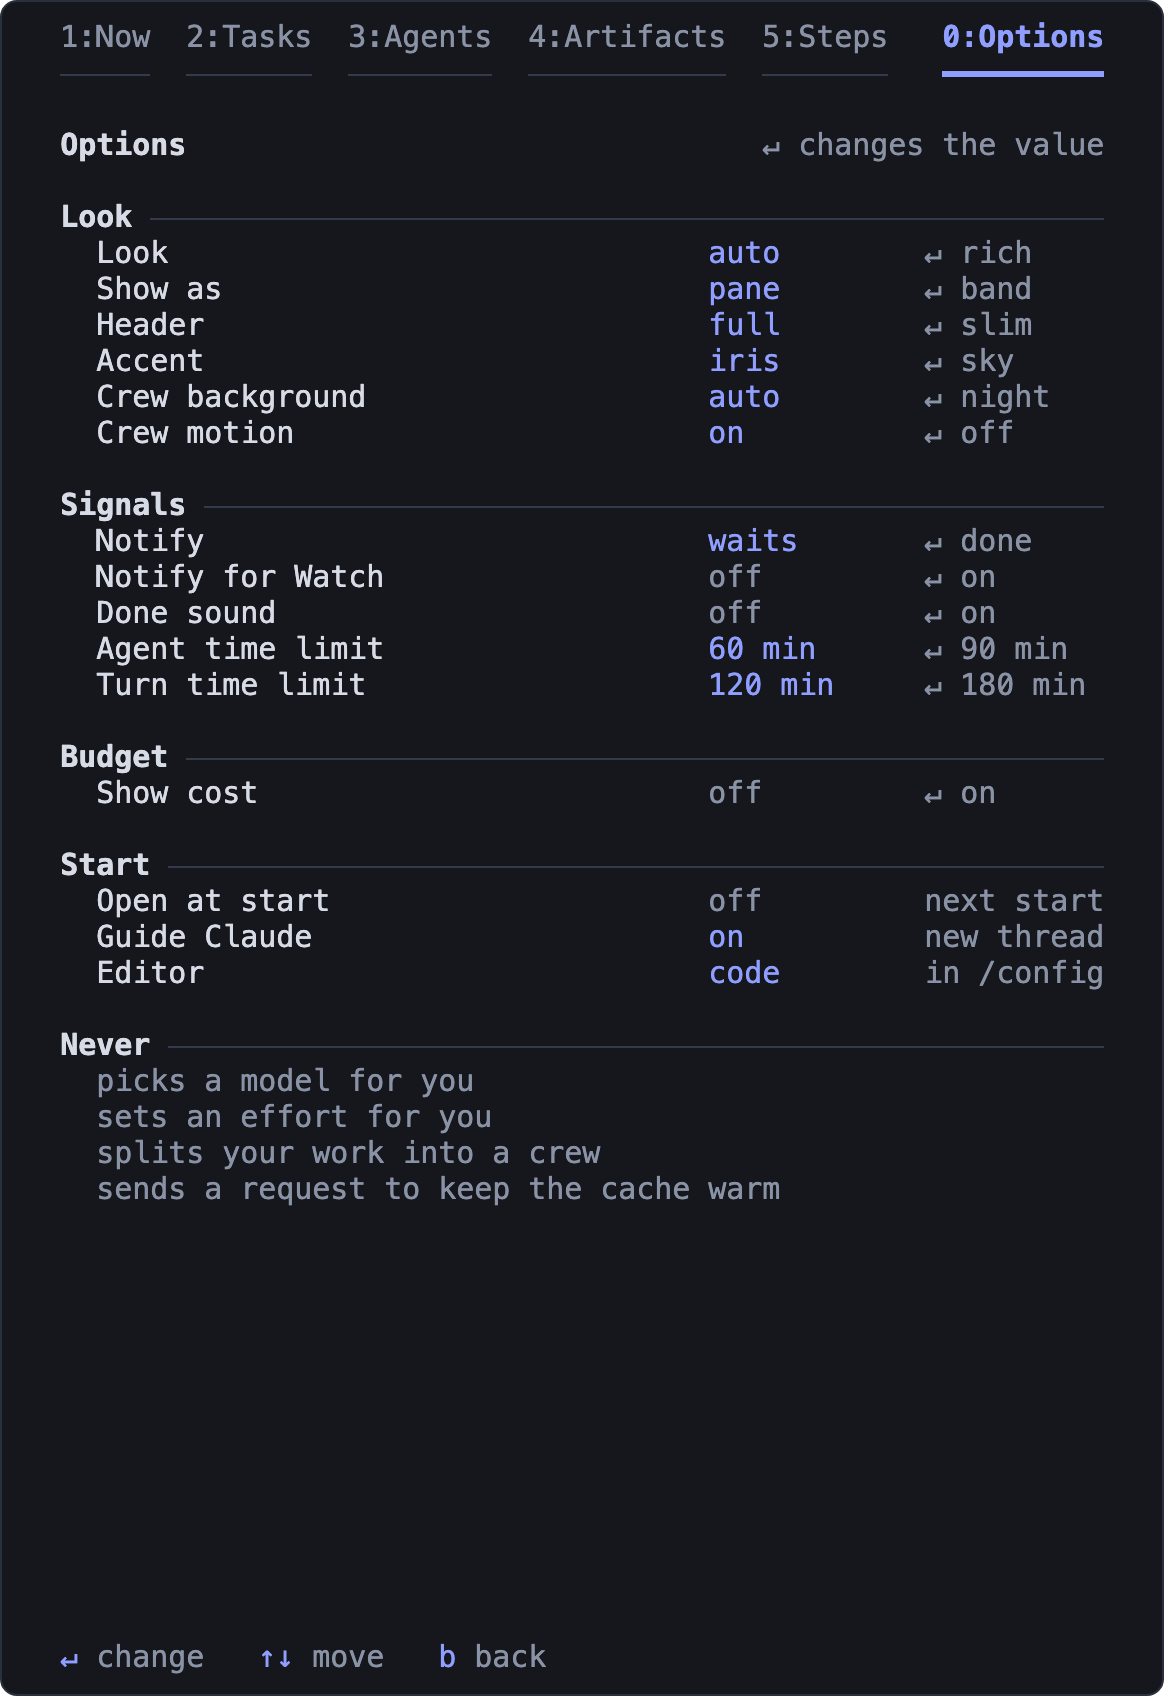 1:Now 2:Tasks 3:Agents 4:Artifacts 5:Steps 0:Options
Options ↵ changes the value
Look
Look auto ↵ rich
Show as pane ↵ band
Header full ↵ slim
Accent iris ↵ sky
Crew background auto ↵ night
Crew motion on ↵ off
Signals
Notify waits ↵ done
Notify for Watch off ↵ on
Done sound off ↵ on
Agent time limit 60 min ↵ 90 min
Turn time limit 120 min ↵ 180 min
Budget
Show cost off ↵ on
Start
Open at start off next start
Guide Claude on new thread
Editor code in /config
Never
picks a model for you
sets an effort for you
splits your work into a crew
sends a request to keep the cache warm
↵ change ↑↓ move b back